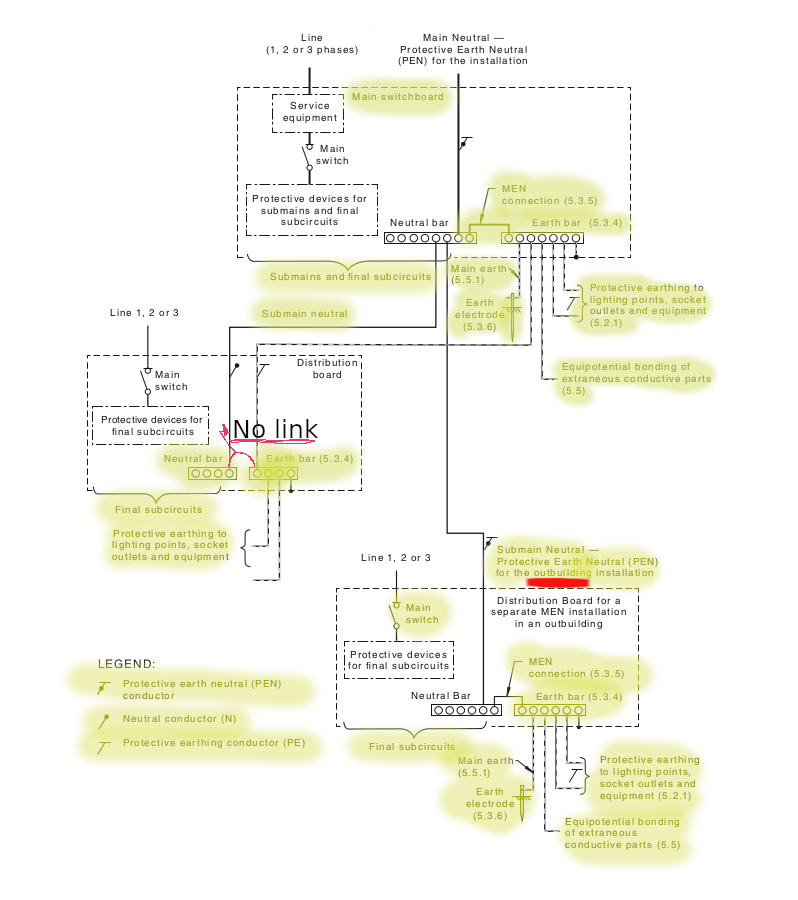 Line
(1, 2 or 3 phases)
Main Neutral —
Protective Earth Neutral
(PEN) for the installation
Main switchboard
Service
equipment
Main
switch
Protective devices for
submains and final
subcircuits
MEN
connection (5.3.5)
Neutral bar
Earth bar (5.3.4)
Submains and final subcircuits
Main earth
(5.5.1)
Earth
electrode
(5.3.6)
Protective earthing to
lighting points, socket
outlets and equipment
(5.2.1)
Submain neutral
Equipotential bonding of
extraneous conductive parts
(5.5)
Line 1, 2 or 3
Distribution
board
Main
switch
Protective devices for
final subcircuits
No link
Neutral bar
Earth bar (5.3.4)
Final subcircuits
Protective earthing to
lighting points, socket
outlets and equipment
Submain Neutral —
Protective Earth Neutral (PEN)
for the outbuilding installation
Line 1, 2 or 3
Distribution Board for a
separate MEN installation
in an outbuilding
Main
switch
Protective devices
for final subcircuits
MEN
connection (5.3.5)
Neutral Bar
Earth bar (5.3.4)
Final subcircuits
Main earth
(5.5.1)
Earth
electrode
(5.3.6)
Protective earthing
to lighting points,
socket outlets and
equipment (5.2.1)
Equipotential bonding
of extraneous
conductive parts (5.5)
LEGEND:
Protective earth neutral (PEN)
conductor
Neutral conductor (N)
Protective earthing conductor (PE)